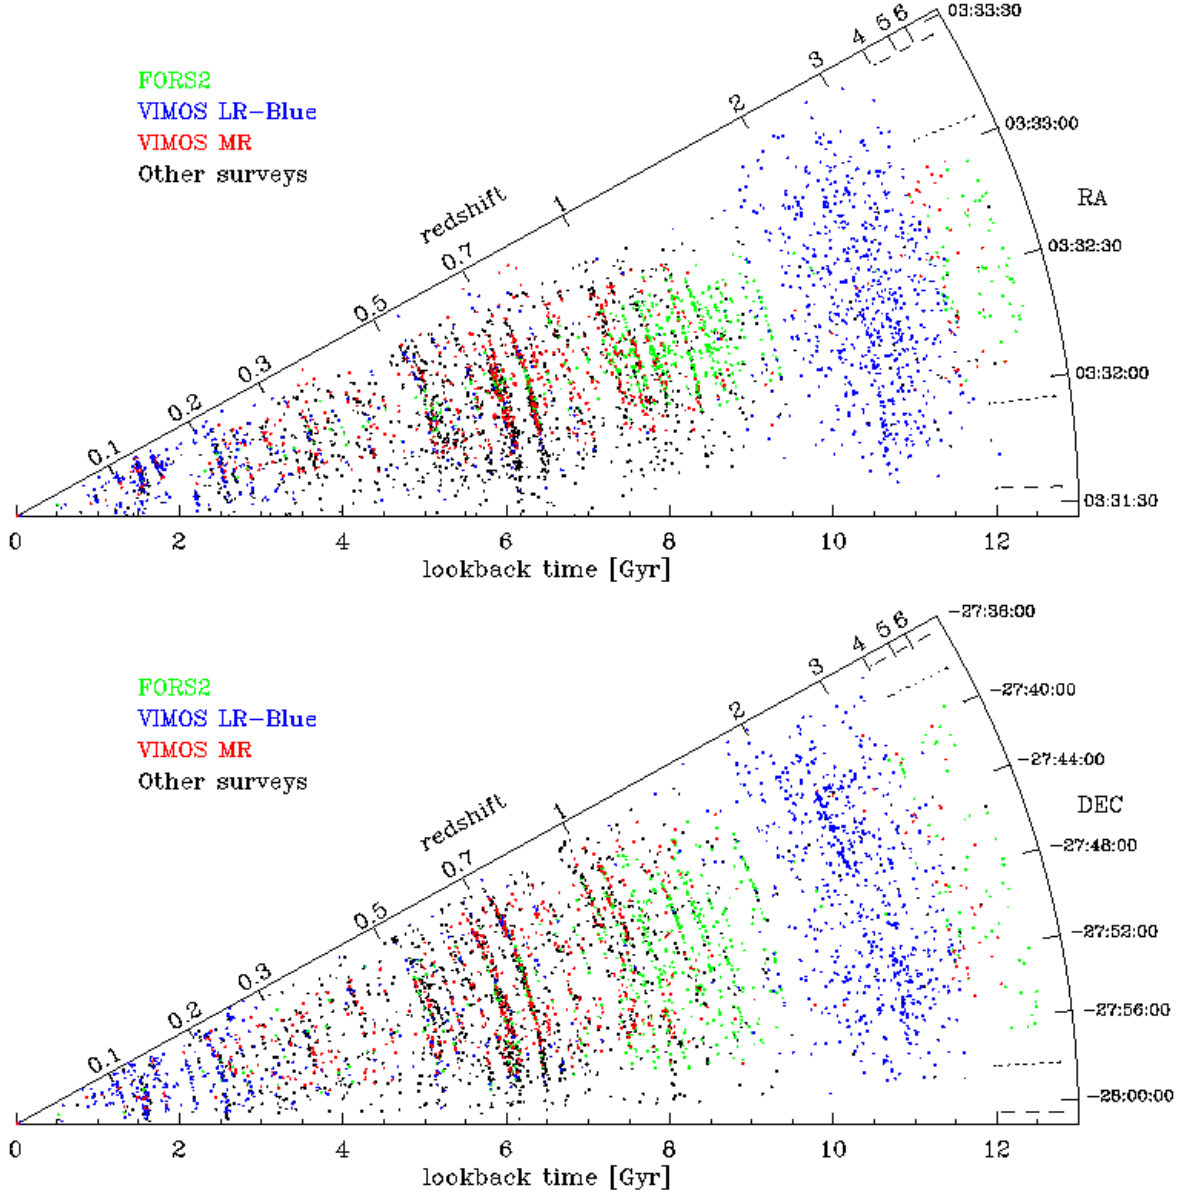 FORS2
VIMOS LR-Blue
VIMOS MR
Other surveys
redshift
0.1 0.2 0.3 0.5 0.7 1 2 3 4 5 6
03:33:30
03:33:00
RA
03:32:30
03:32:00
03:31:30
0 2 4 6 8 10 12
lookback time [Gyr]
FORS2
VIMOS LR-Blue
VIMOS MR
Other surveys
redshift
0.1 0.2 0.3 0.5 0.7 1 2 3 4 5 6
-27:36:00
-27:40:00
-27:44:00
DEC
-27:48:00
-27:52:00
-27:56:00
-28:00:00
0 2 4 6 8 10 12
lookback time [Gyr]